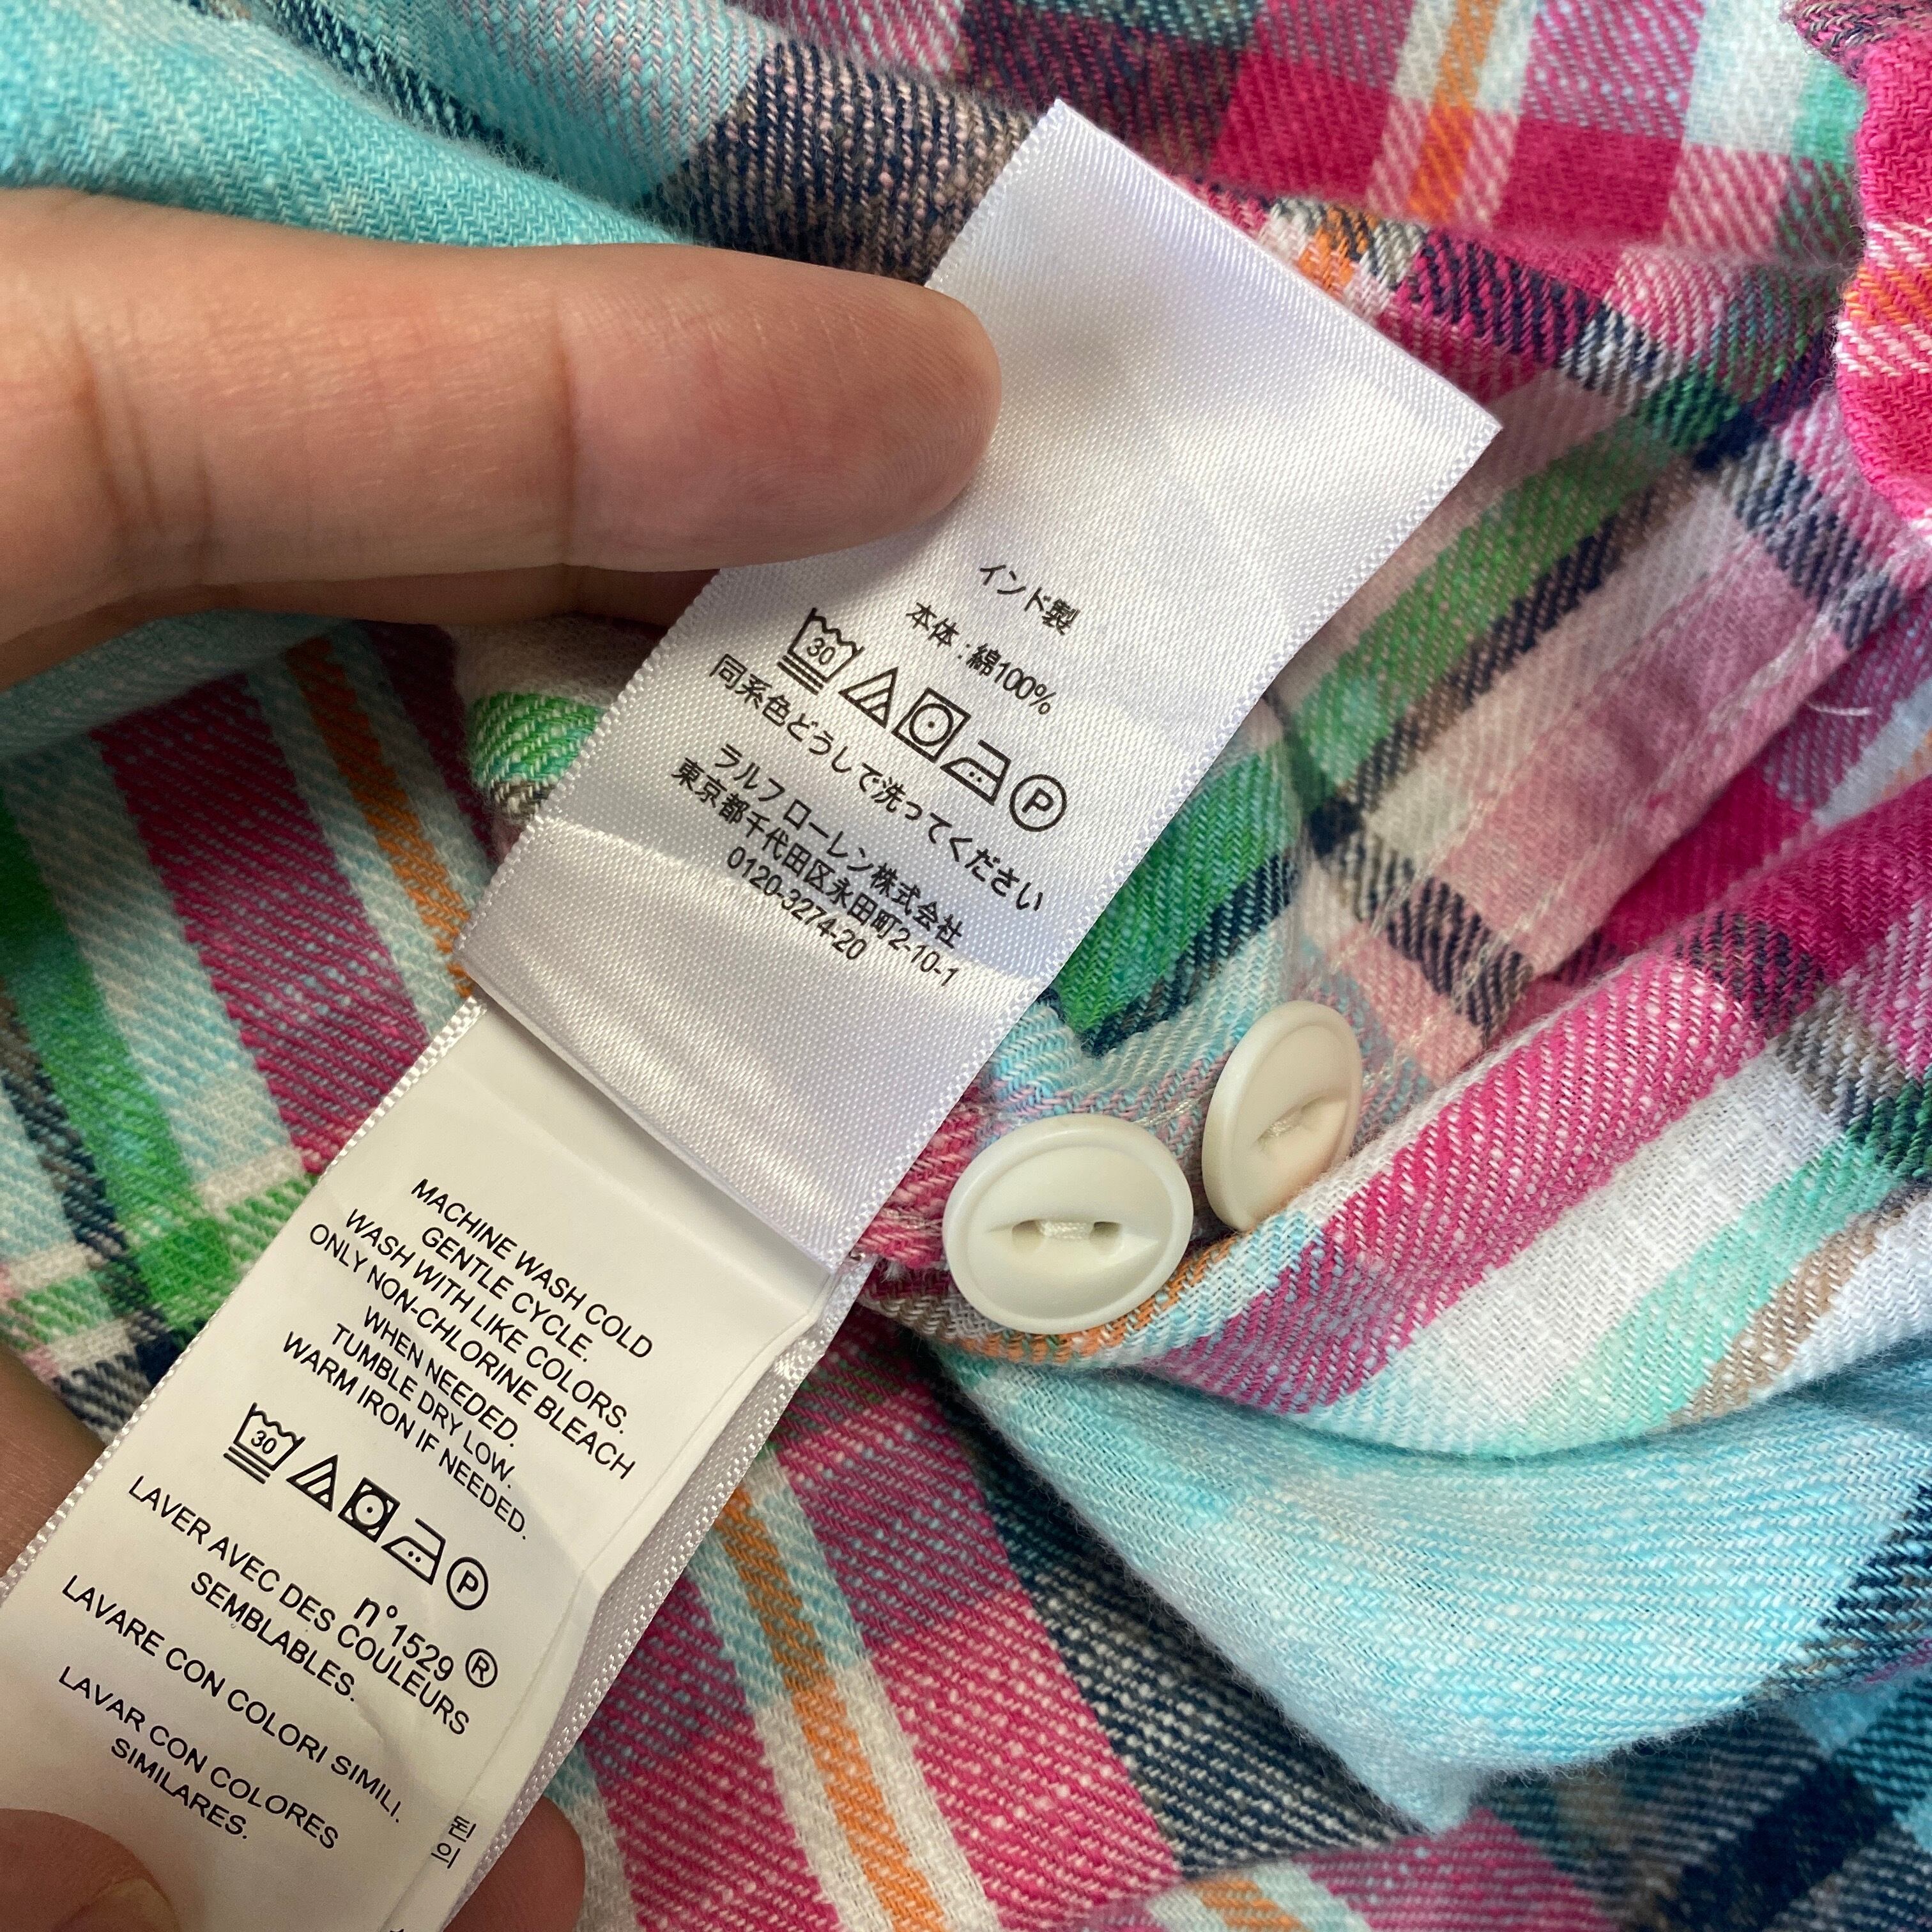 インド製
本体:綿100%
30 P
同系色どうしで洗ってください
ラルフ ローレン株式会社
東京都千代田区永田町2-10-1
0120-3274-20
MACHINE WASH COLD
GENTLE CYCLE.
WASH WITH LIKE COLORS.
ONLY NON-CHLORINE BLEACH
WHEN NEEDED.
TUMBLE DRY LOW.
WARM IRON IF NEEDED.
30 P
n° 1529 ®
LAVER AVEC DES COULEURS
SEMBLABLES.
LAVARE CON COLORI SIMILI.
LAVAR CON COLORES
SIMILARES.
된
의